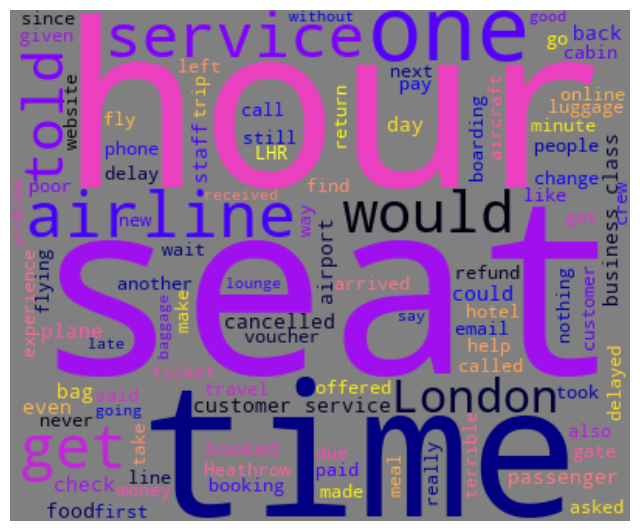 since
given
service
without
one
good
go
back
cabin
told
website
hour
left
trip
staff
fly
phone
delay
call
still
LHR
return
next
pay
day
boarding
aircraft
online
luggage
minute
people
change
like
poor
problem
received
find
got
crew
airline
new
way
would
business class
experience
flying
wait
another
lounge
airport
arrived
refund
could
hotel
email
help
called
nothing
customer
seat
plane
late
baggage
make
cancelled
voucher
say
ticket
delayed
bag
said
going
travel
offered
customer service
London
took
even
never
get
take
time
booked
Heathrow
booking
due
paid
made
meal
really
terrible
also
gate
passenger
check
money
line
food
first
asked